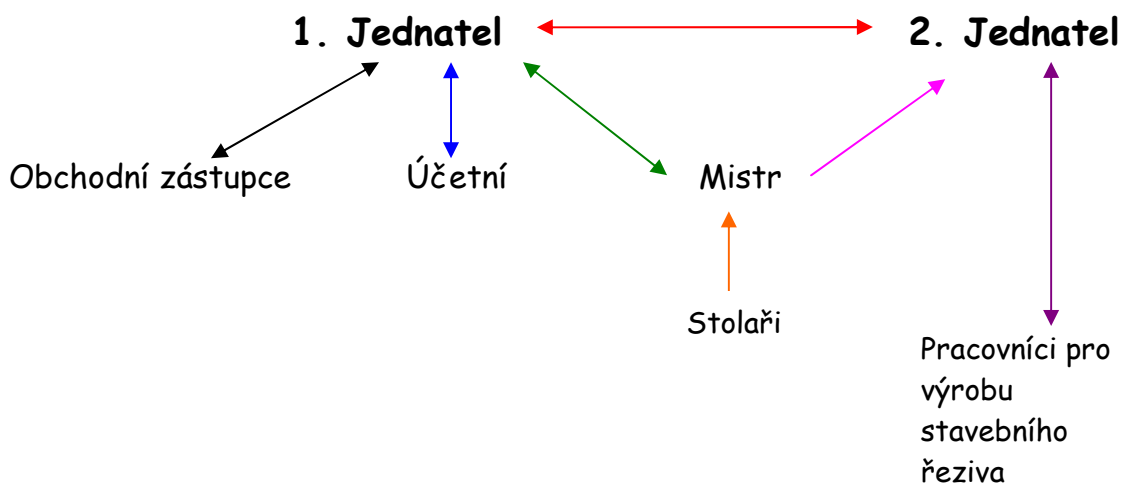 1. Jednatel
2. Jednatel
Obchodní zástupce
Účetní
Mistr
Stolaři
Pracovníci pro
výrobu
stavebního
řeziva